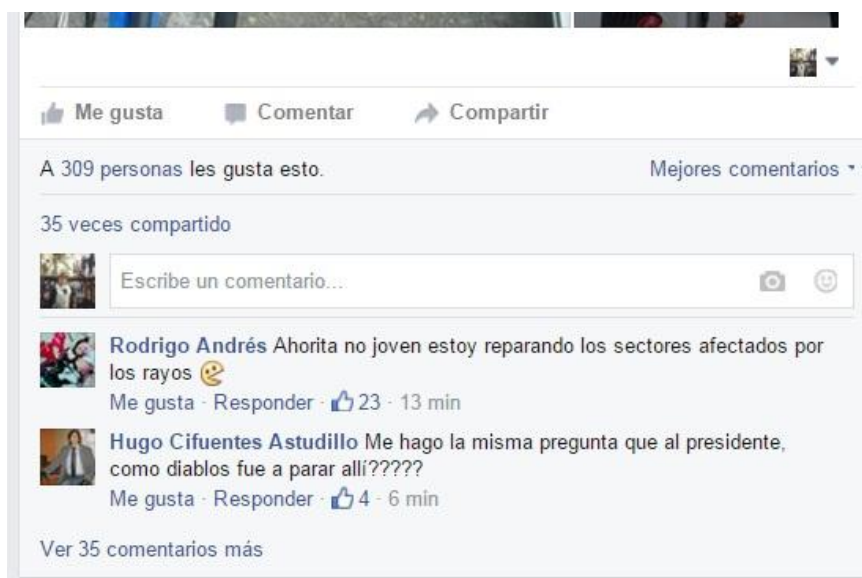 Me gusta Comentar Compartir
A 309 personas les gusta esto. Mejores comentarios
35 veces compartido
Escribe un comentario...
Rodrigo Andrés Ahorita no joven estoy reparando los sectores afectados por
los rayos
Me gusta · Responder · 23 · 13 min
Hugo Cifuentes Astudillo Me hago la misma pregunta que al presidente,
como diablos fue a parar allí?????
Me gusta · Responder · 4 · 6 min
Ver 35 comentarios más